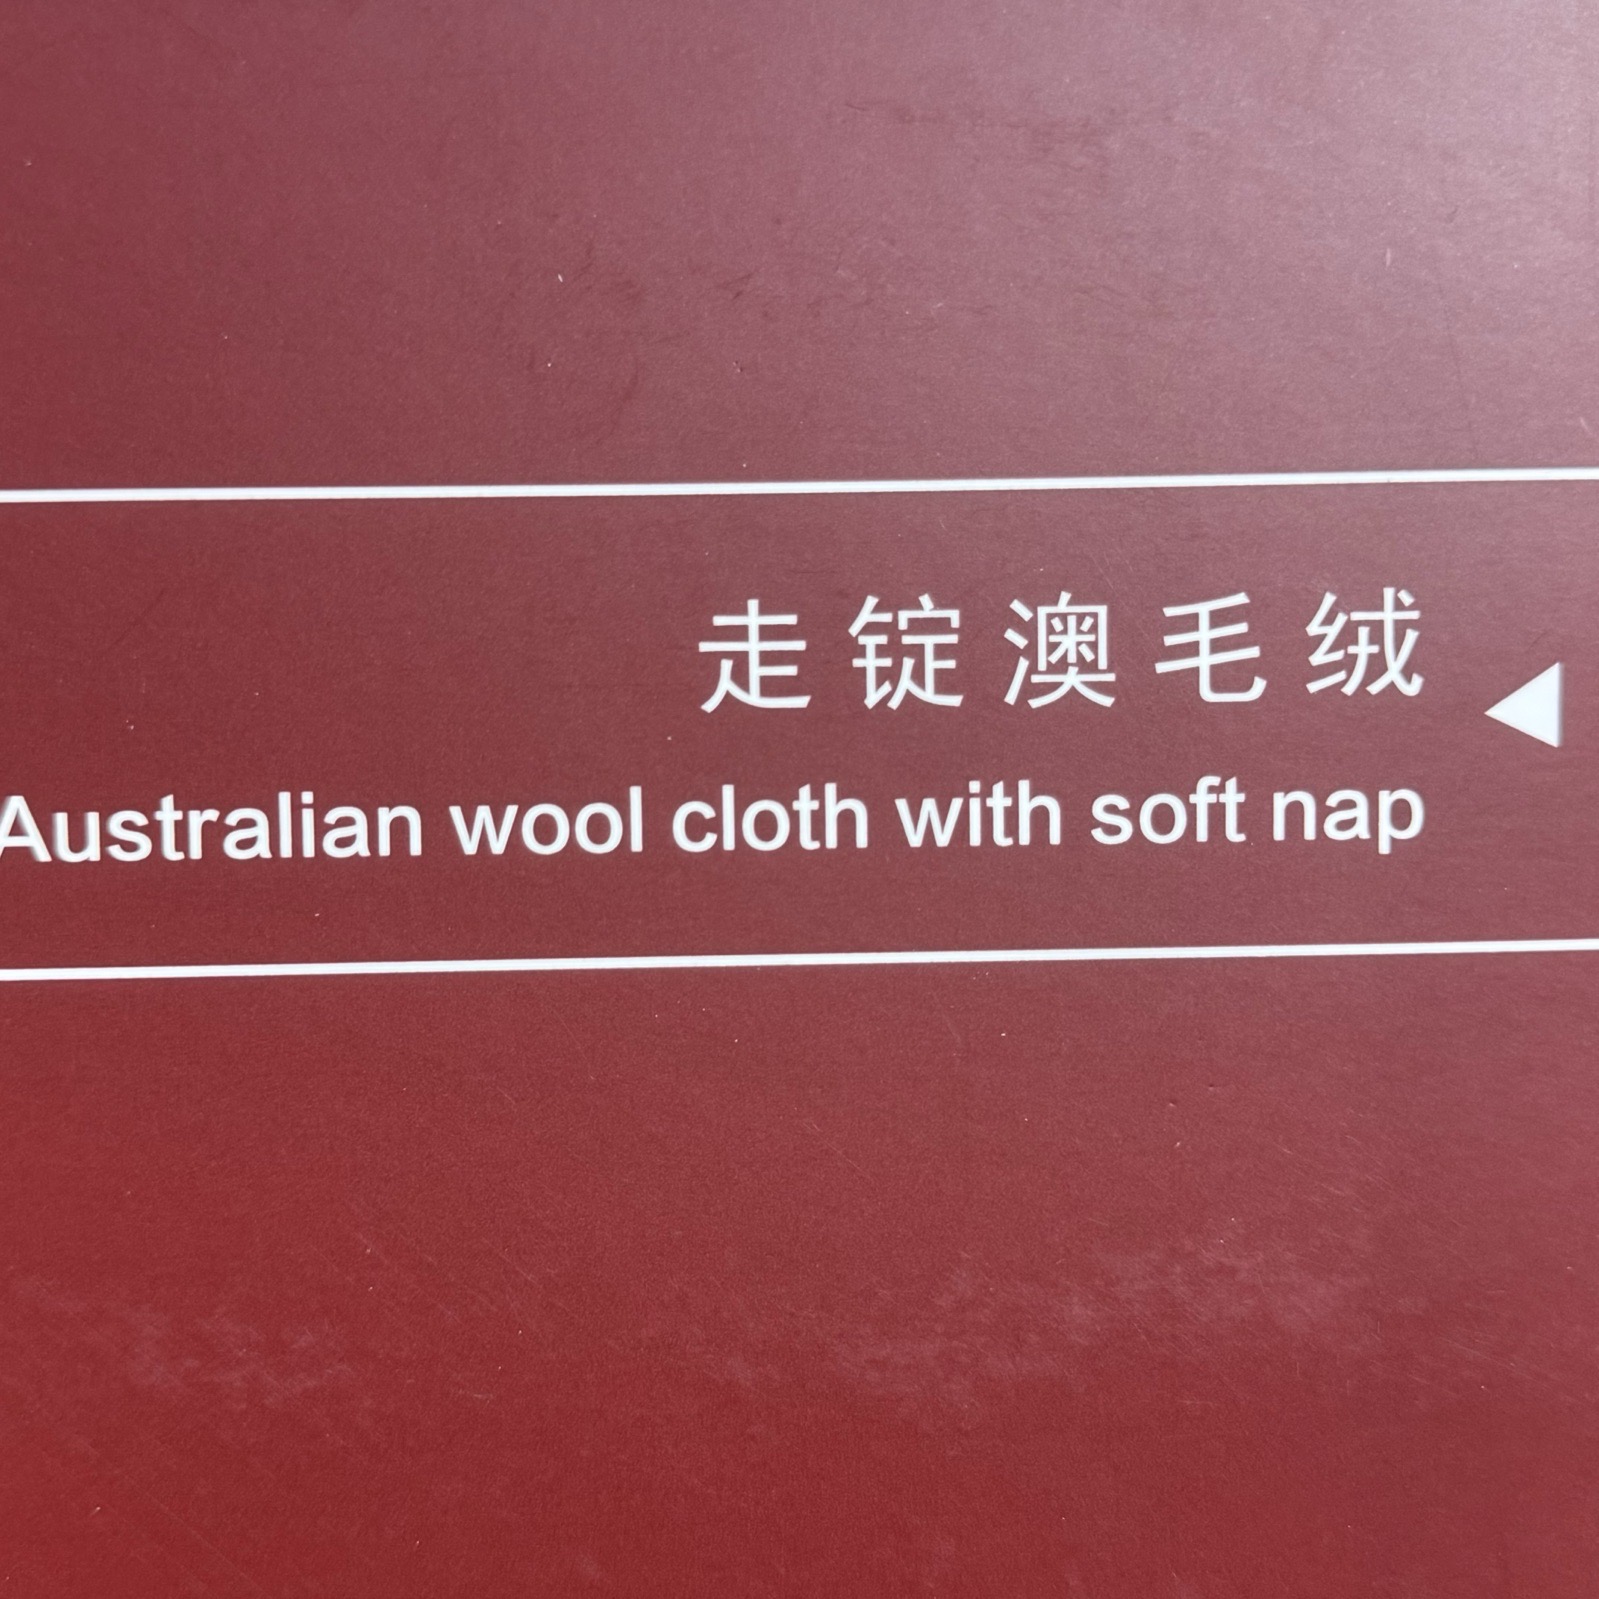 走锭澳毛绒
Australian wool cloth with soft nap